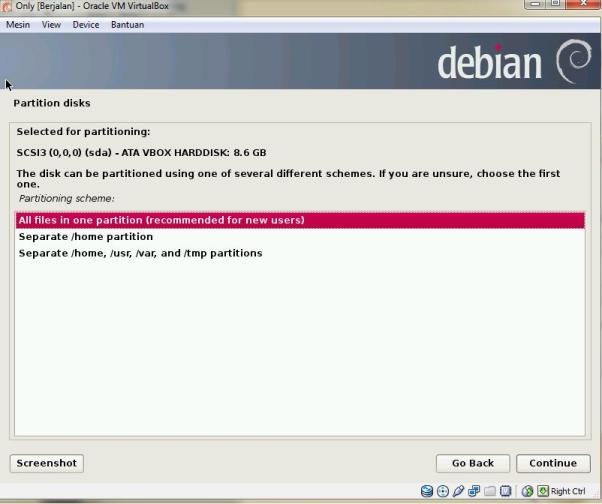 Only [Berjalan] - Oracle VM VirtualBox
Mesin View Device Bantuan
debian
Partition disks
Selected for partitioning:
SCSI3 (0,0,0) (sda) - ATA VBOX HARDDISK: 8.6 GB
The disk can be partitioned using one of several different schemes. If you are unsure, choose the first
one.
Partitioning scheme:
All files in one partition (recommended for new users)
Separate /home partition
Separate /home, /usr, /var, and /tmp partitions
Screenshot
Go Back
Continue
Right Ctrl